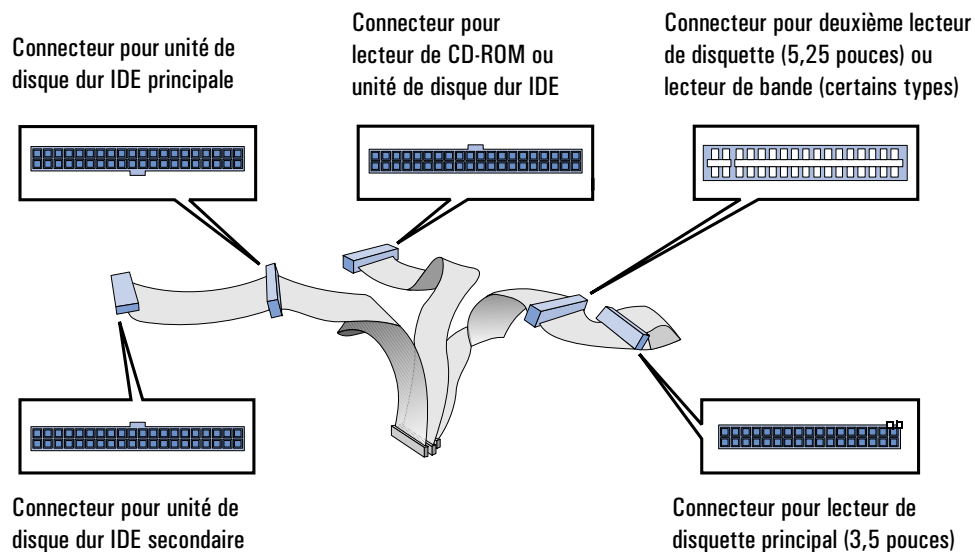 Connecteur pour unité de
disque dur IDE principale
Connecteur pour
lecteur de CD-ROM ou
unité de disque dur IDE
Connecteur pour deuxième lecteur
de disquette (5,25 pouces) ou
lecteur de bande (certains types)
Connecteur pour unité de
disque dur IDE secondaire
Connecteur pour lecteur de
disquette principal (3,5 pouces)